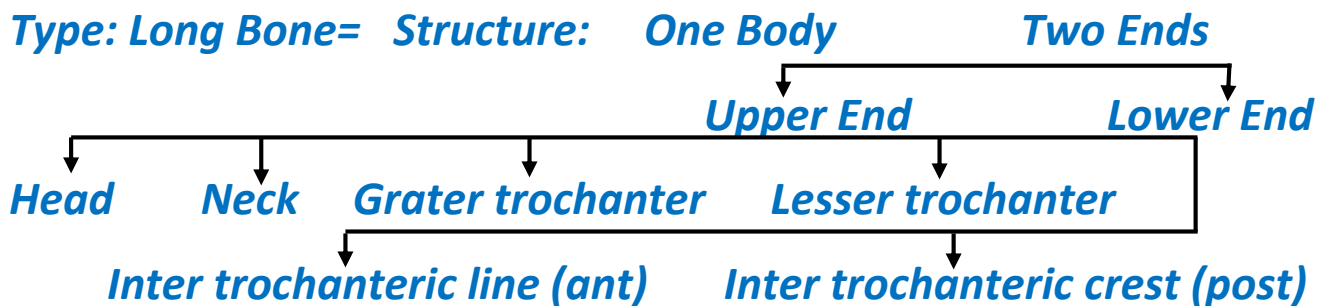 Type: Long Bone= Structure: One Body Two Ends
Upper End Lower End
Head Neck Grater trochanter Lesser trochanter
Inter trochanteric line (ant) Inter trochanteric crest (post)